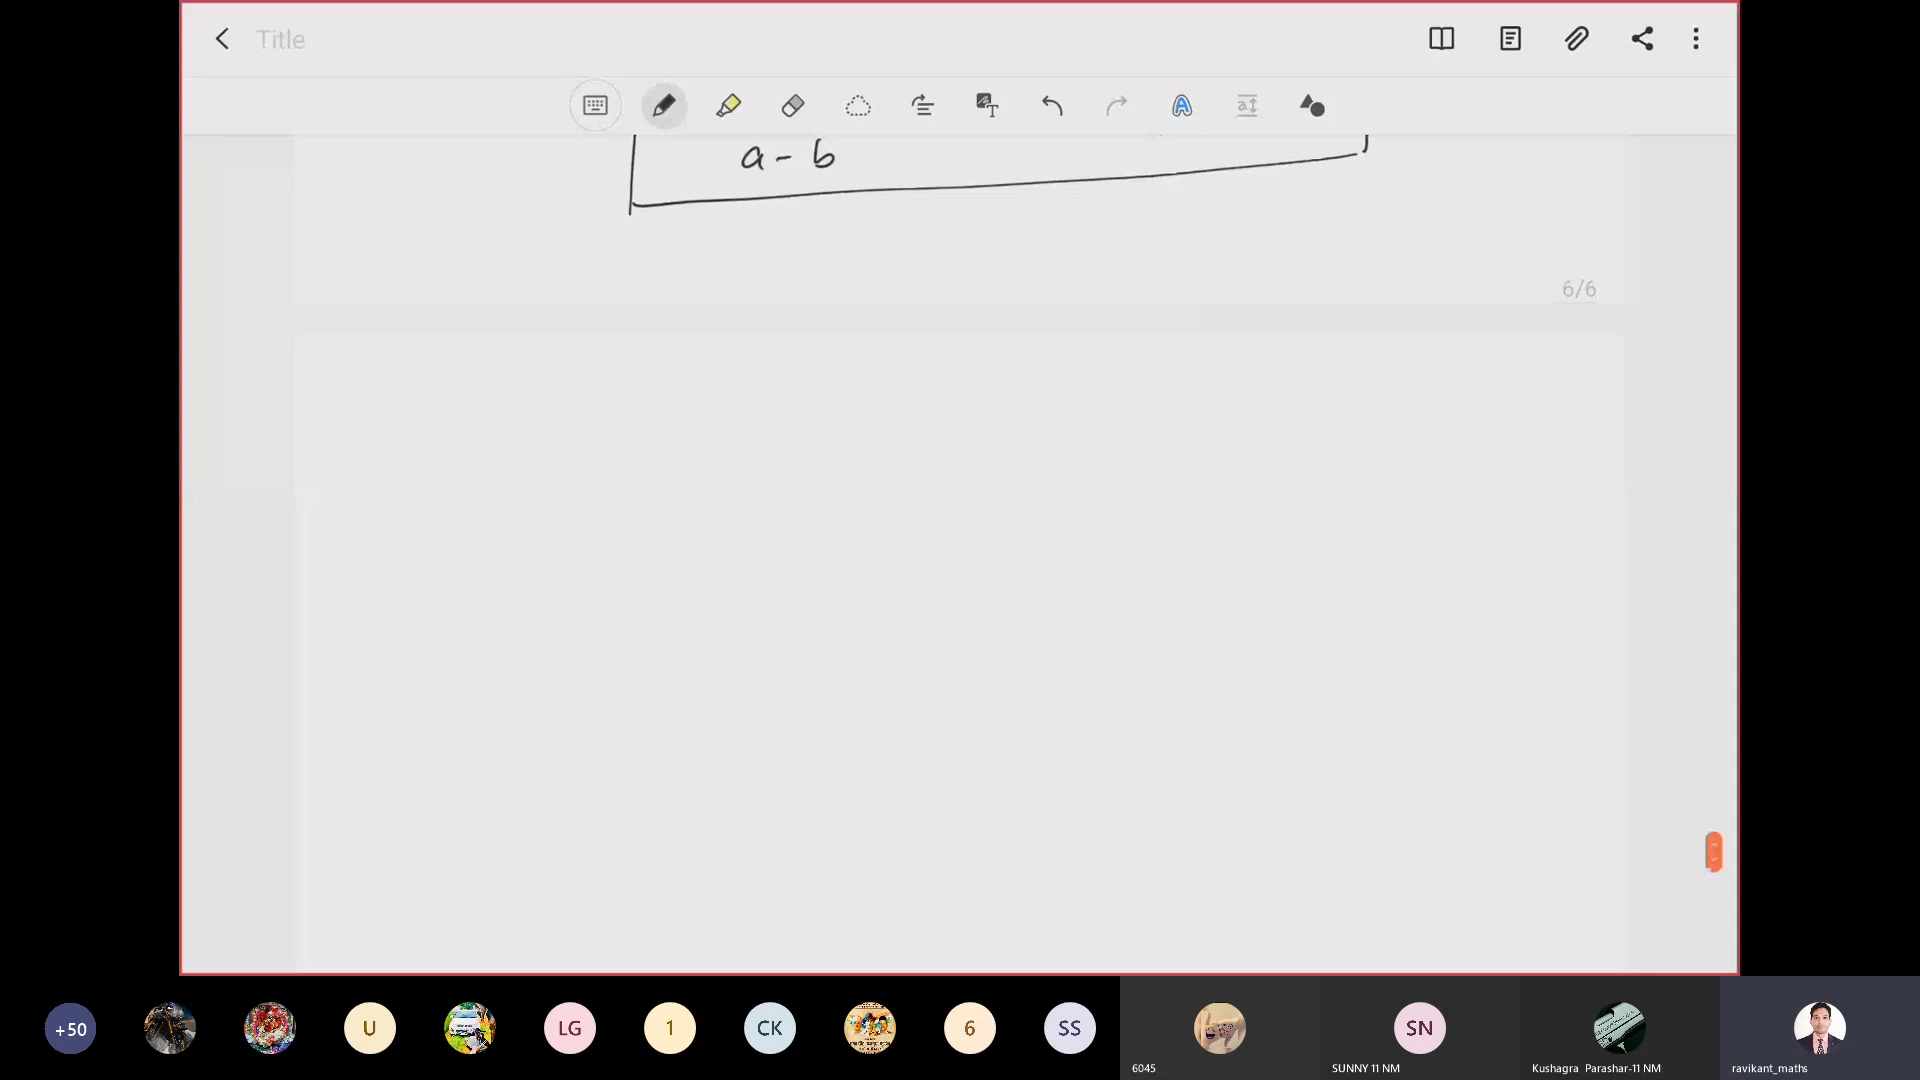 Title
a - b
6/6
+50
U
LG
1
CK
6
SS
SN
6045
SUNNY 11 NM
Kushagra Parashar-11 NM
ravikant_maths